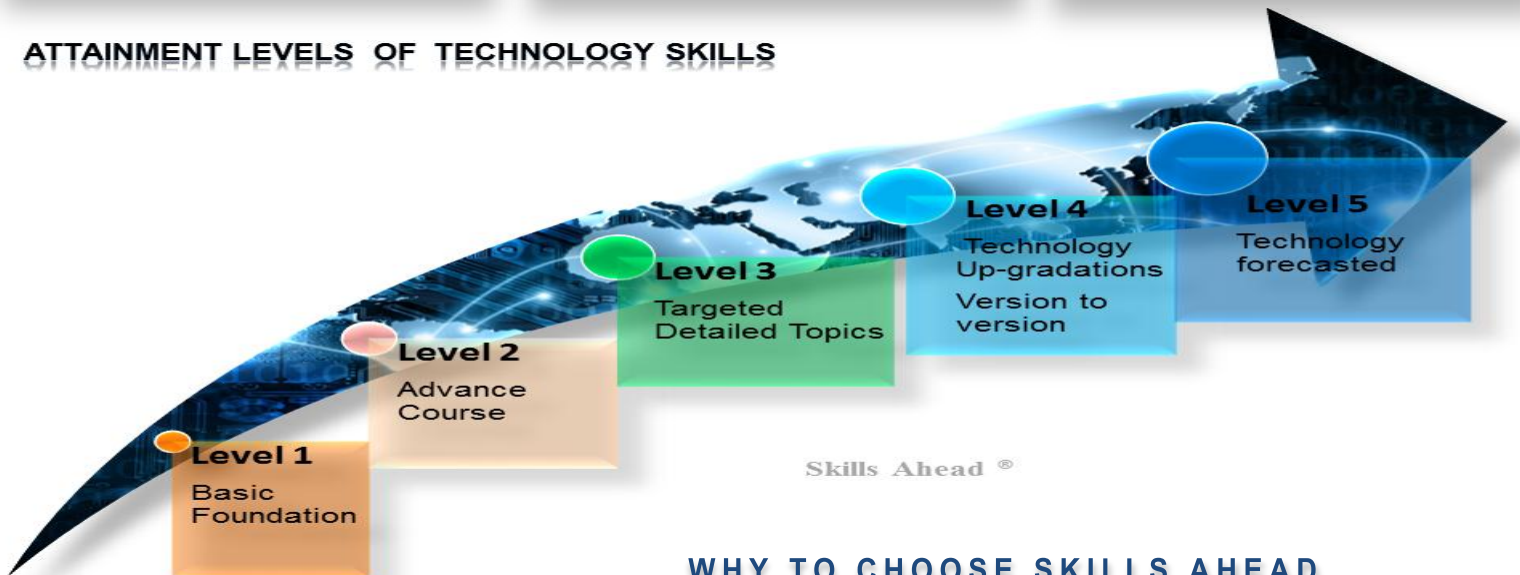 ATTAINMENT LEVELS OF TECHNOLOGY SKILLS
Level 1
Basic
Foundation
Level 2
Advance
Course
Level 3
Targeted
Detailed Topics
Level 4
Technology
Up-gradations
Version to
version
Level 5
Technology
forecasted
Skills Ahead ®
WHY TO CHOOSE SKILLS AHEAD